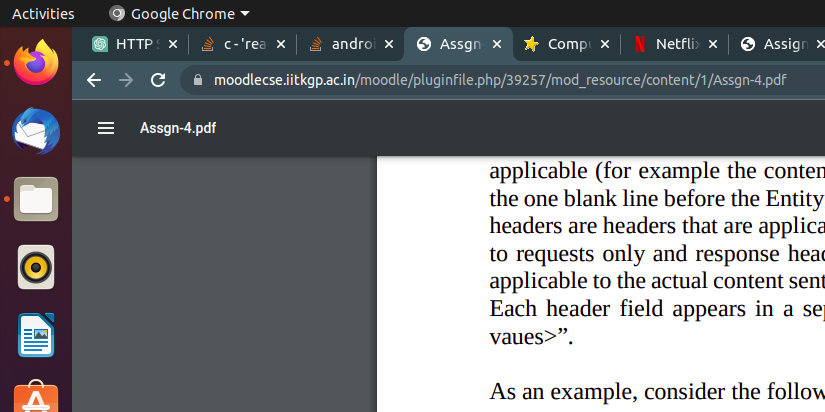 Activities
Google Chrome
HTTP S
c - 'rea
androi
Assgn-
Compu
Netflix
Assign
moodlecse.iitkgp.ac.in/moodle/pluginfile.php/39257/mod_resource/content/1/Assgn-4.pdf
Assgn-4.pdf
applicable (for example the conten
the one blank line before the Entity
headers are headers that are applica
to requests only and response head
applicable to the actual content sent
Each header field appears in a sep
vaues>”.
As an example, consider the follow